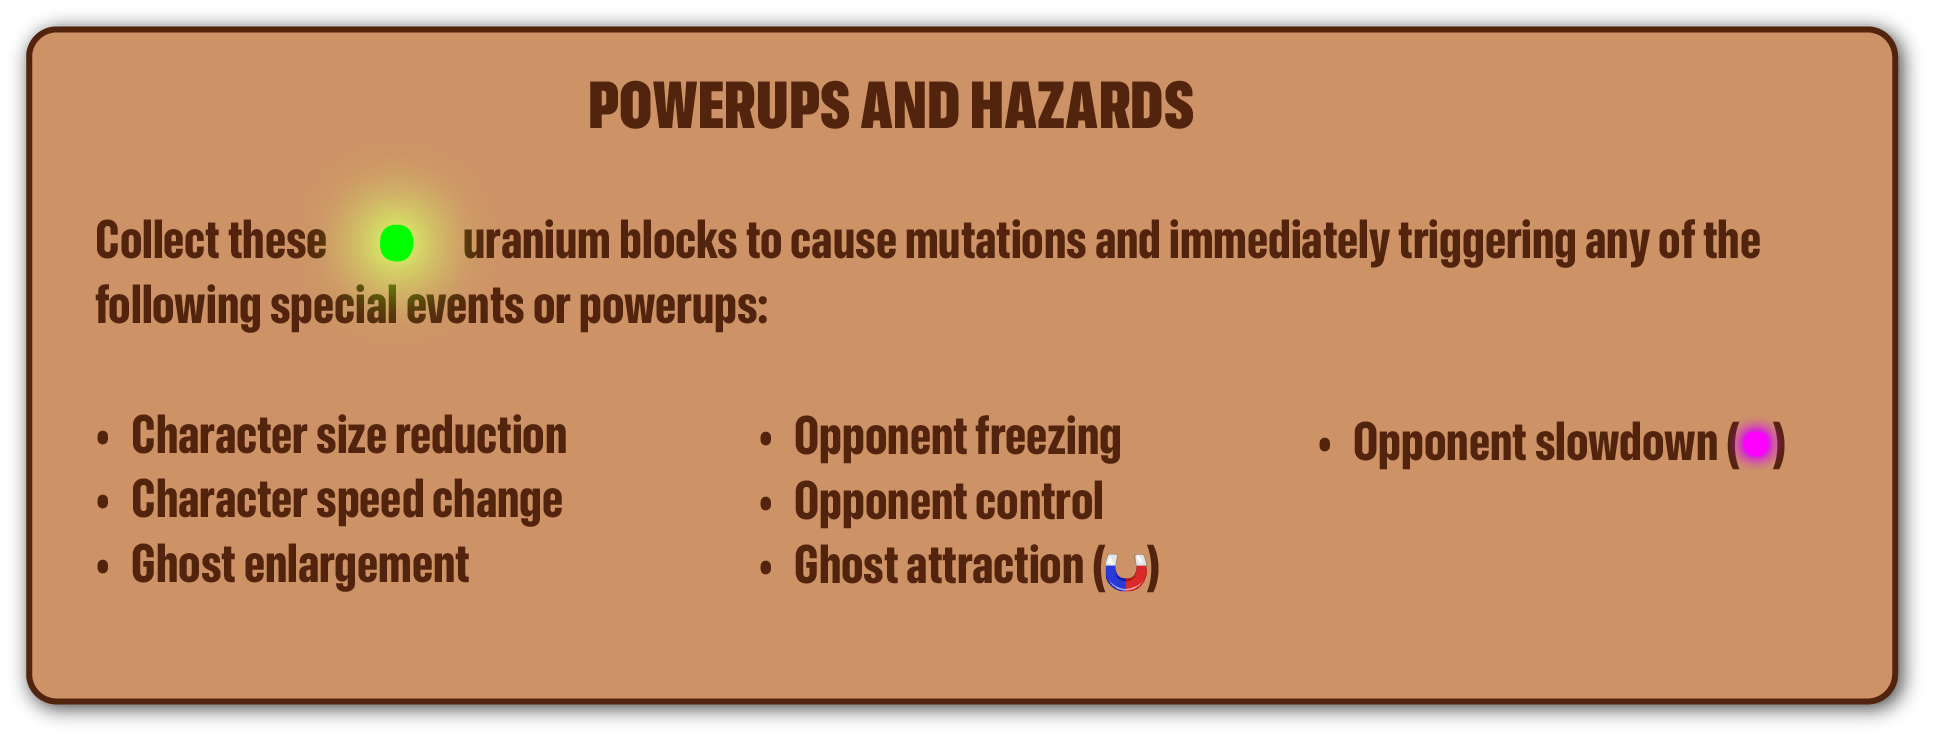 POWERUPS AND HAZARDS
Collect these uranium blocks to cause mutations and immediately triggering any of the
following special events or powerups:
• Character size reduction
• Character speed change
• Ghost enlargement
• Opponent freezing
• Opponent control
• Ghost attraction ()
• Opponent slowdown ()